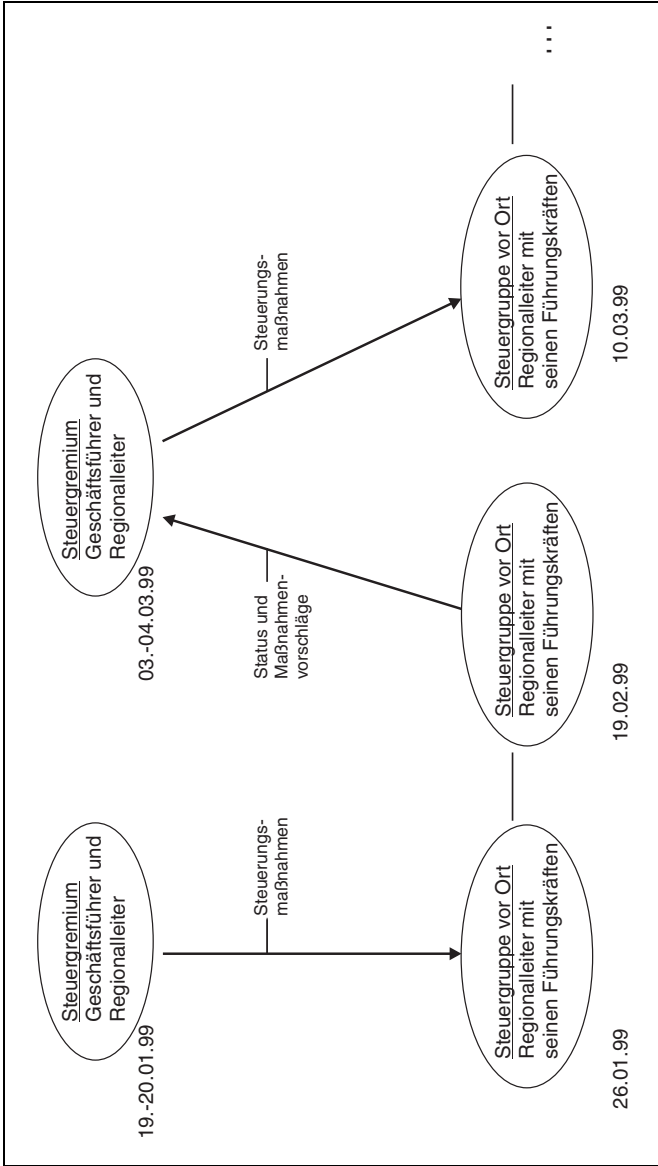 Steuergremium
Geschäftsführer und
Regionalleiter
19.-20.01.99
Steuerungs-
maßnahmen
Steuergruppe vor Ort
Regionalleiter mit
seinen Führungskräften
26.01.99
Steuergruppe vor Ort
Regionalleiter mit
seinen Führungskräften
19.02.99
Status und
Maßnahmen-
vorschläge
Steuergremium
Geschäftsführer und
Regionalleiter
03.-04.03.99
Steuerungs-
maßnahmen
Steuergruppe vor Ort
Regionalleiter mit
seinen Führungskräften
10.03.99
....